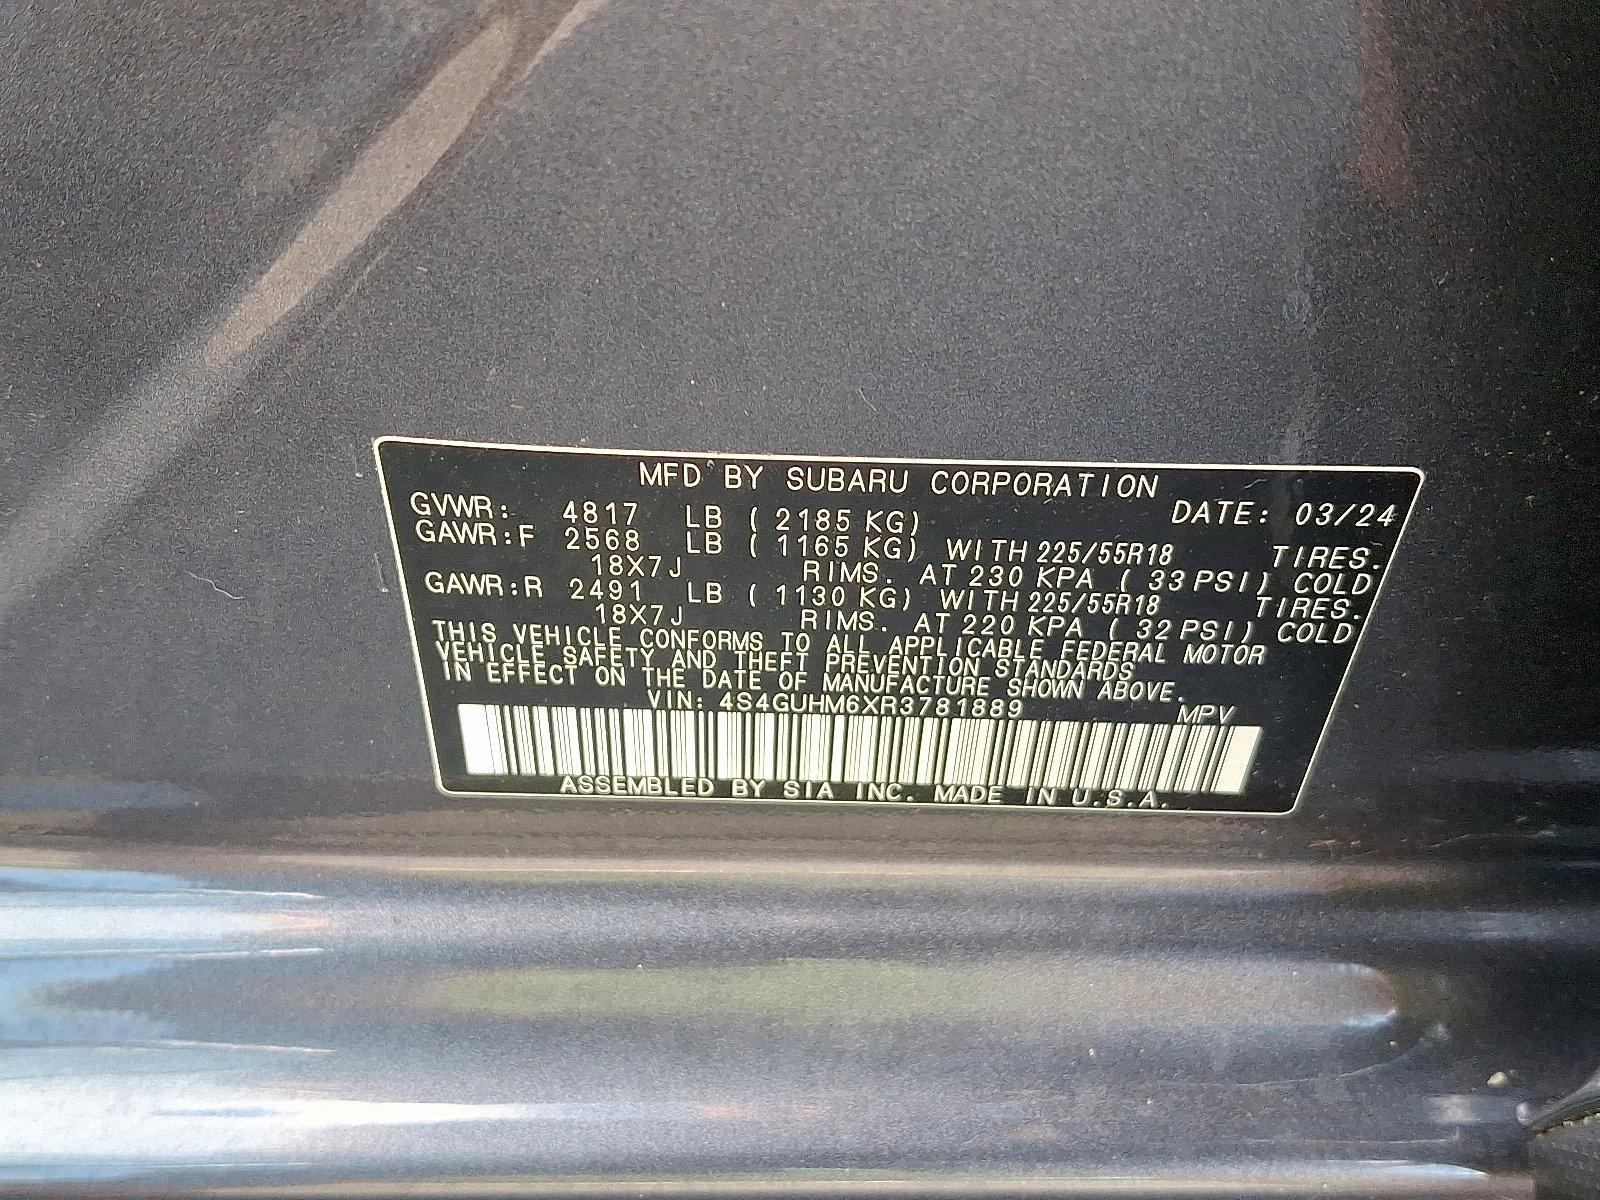 MFD BY SUBARU CORPORATION
GVWR: 4817 LB ( 2185 KG) DATE: 03/24
GAWR:F 2568 LB ( 1165 KG) WITH 225/55R18 TIRES.
18X7J RIMS. AT 230 KPA ( 33 PSI) COLD
GAWR:R 2491 LB ( 1130 KG) WITH 225/55R18 TIRES.
18X7J RIMS. AT 220 KPA ( 32 PSI) COLD
THIS VEHICLE CONFORMS TO ALL APPLICABLE FEDERAL MOTOR
VEHICLE SAFETY AND THEFT PREVENTION STANDARDS
IN EFFECT ON THE DATE OF MANUFACTURE SHOWN ABOVE.
VIN: 4S4GUHM6XR3781889 MPV
ASSEMBLED BY SIA INC. MADE IN U.S.A.